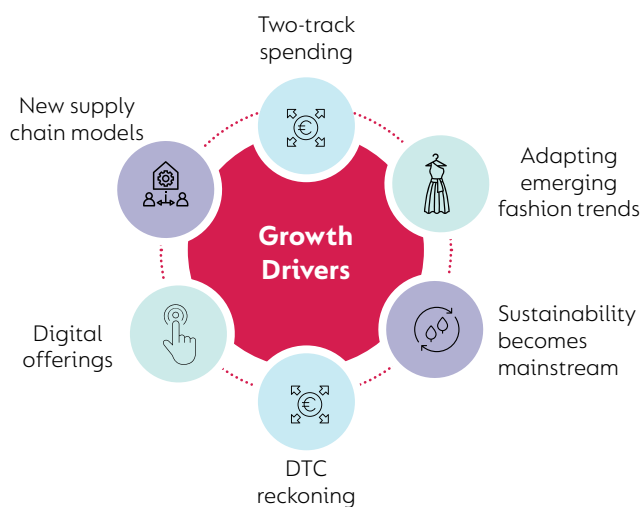 Two-track
spending
New supply
chain models
Adapting
emerging
fashion trends
Growth
Drivers
Digital
offerings
Sustainability
becomes
mainstream
DTC
reckoning
€
€